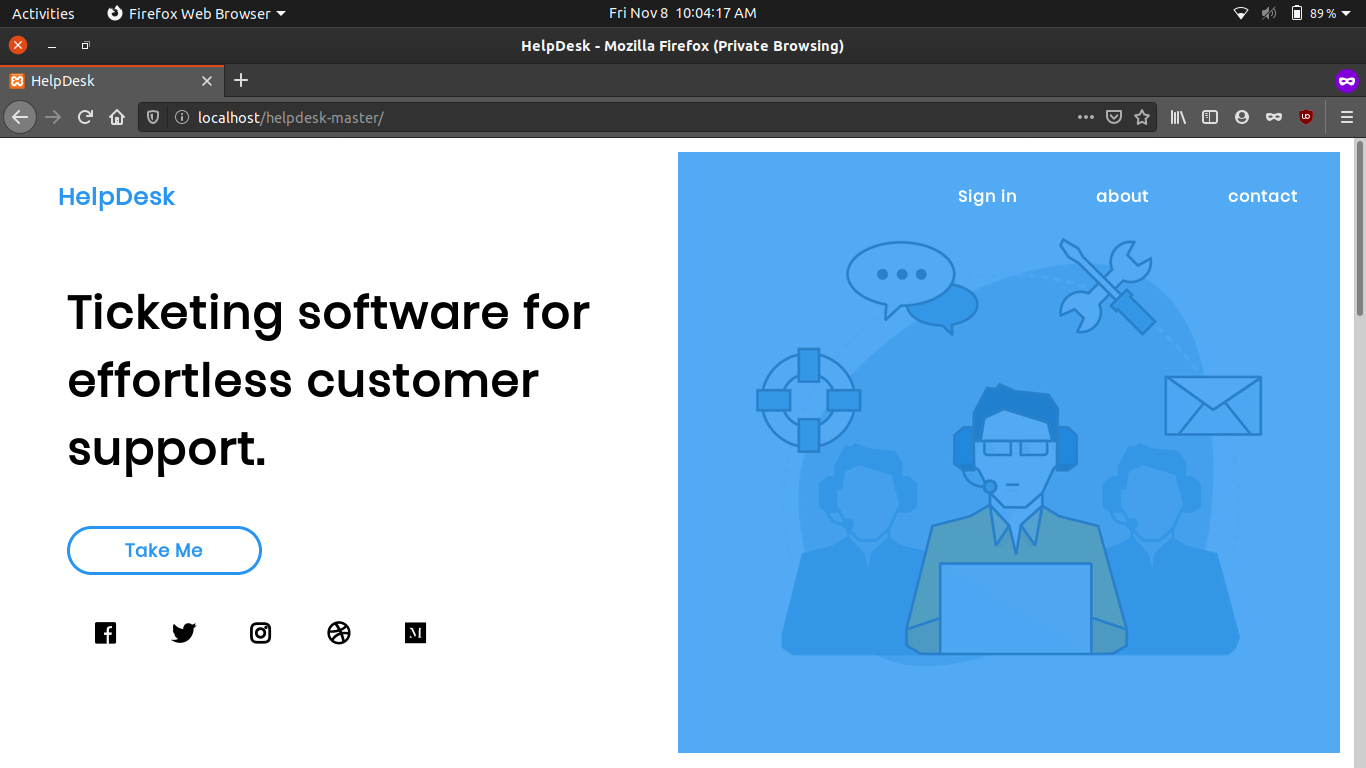 Activities Firefox Web Browser Fri Nov 8 10:04:17 AM 89%
HelpDesk - Mozilla Firefox (Private Browsing)
HelpDesk
localhost/helpdesk-master/
HelpDesk
Sign in about contact
Ticketing software for
effortless customer
support.
Take Me